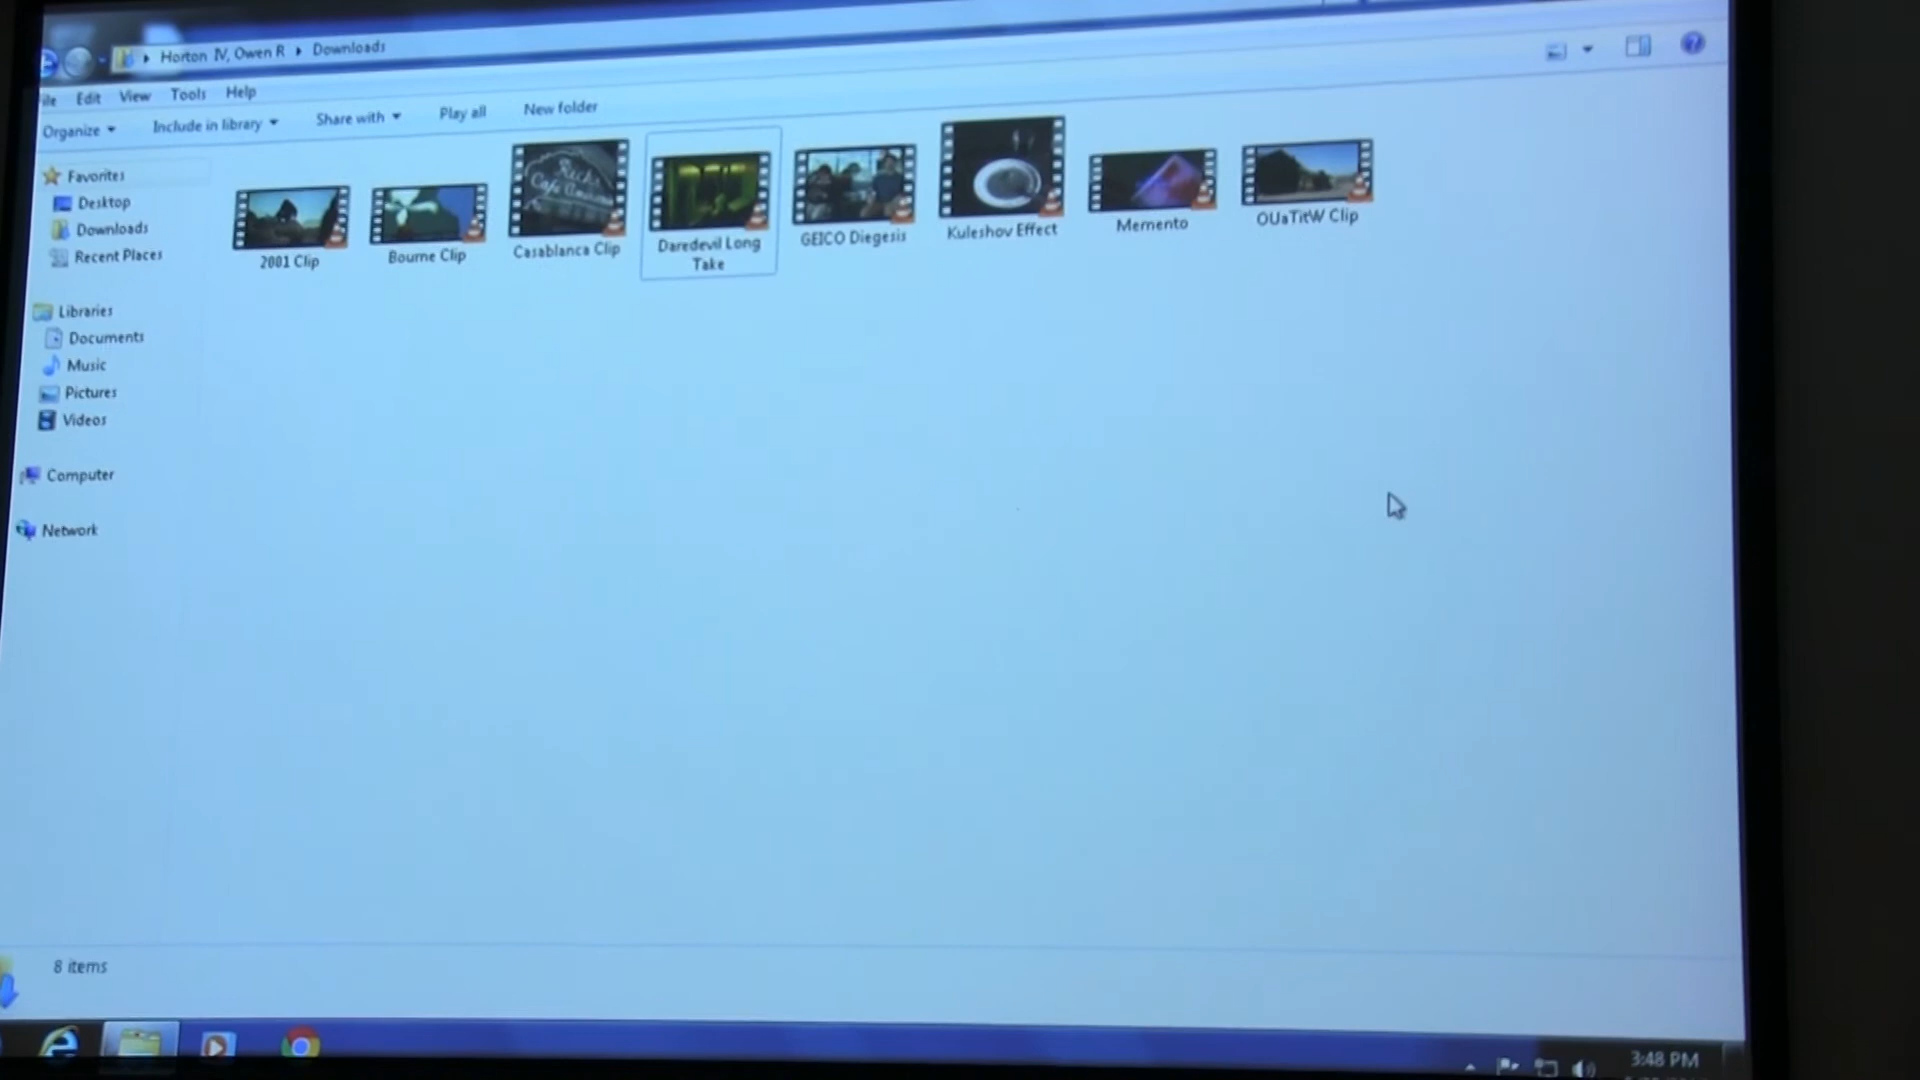 Horton IV, Owen R ▸ Downloads
Edit View Tools Help
Organize Include in library Share with Play all New folder
Favorites
Desktop
Downloads
Recent Places
Libraries
Documents
Music
Pictures
Videos
Computer
Network
2001 Clip
Bourne Clip
Rick's
Café
Casablanca Clip
Daredevil Long
Take
GEICO Diegesis
Kuleshov Effect
Memento
OUaTitW Clip
8 items
3:48 PM